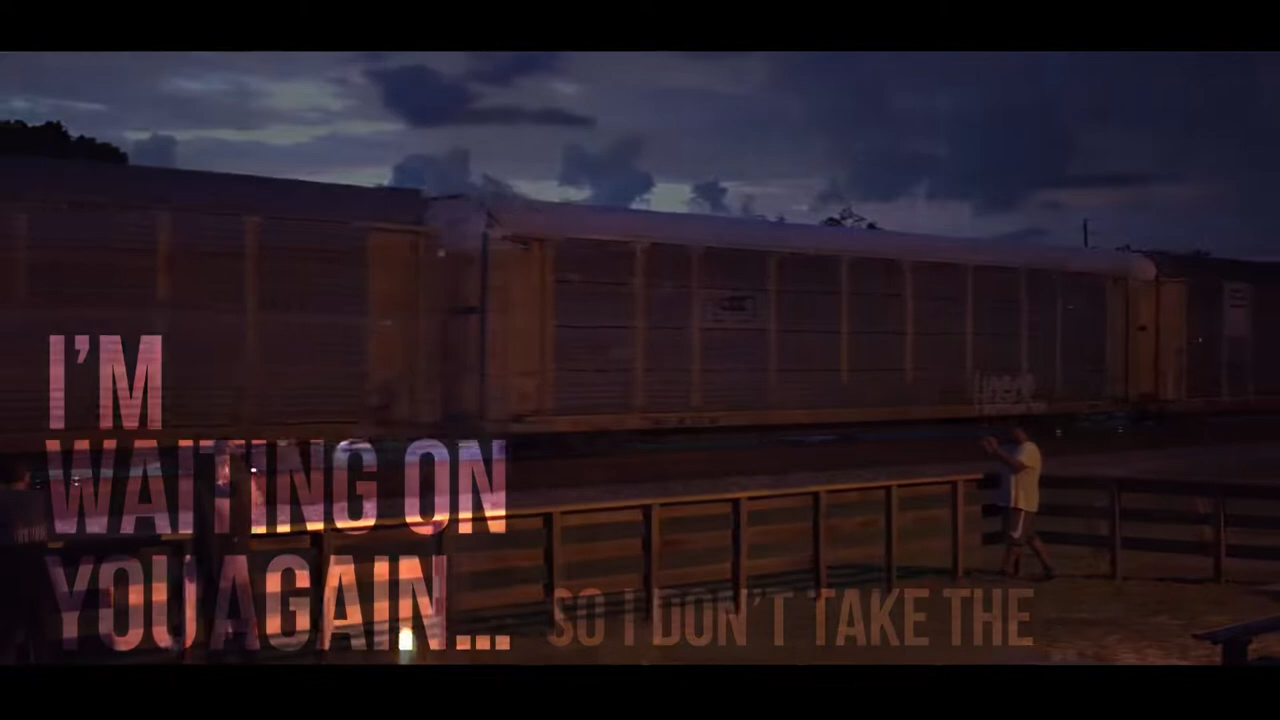 I'M
WAITING ON
YOU AGAIN...
SO I DON'T TAKE THE